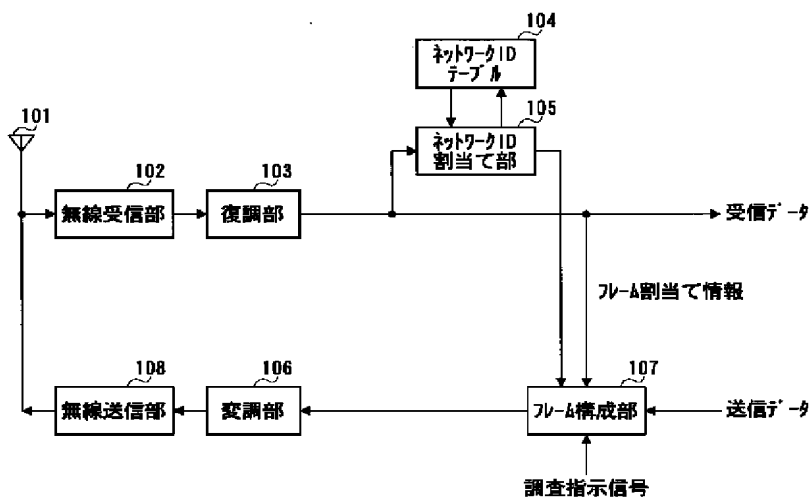 104
ネットワークID
テーブル
105
ネットワークID
割当て部
101
102
無線受信部
103
復調部
受信データ
フレーム割当て情報
108
無線送信部
106
変調部
107
フレーム構成部
送信データ
調査指示信号